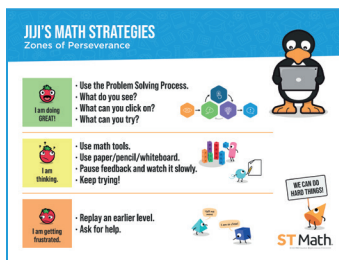 JIJI'S MATH STRATEGIES
Zones of Perseverance
I am doing
GREAT!
· Use the Problem Solving Process.
· What do you see?
· What can you click on?
· What can you try?
I am
thinking.
· Use math tools.
· Use paper/pencil/whiteboard.
· Pause feedback and watch it slowly.
· Keep trying!
I am getting
frustrated.
· Replay an earlier level.
· Ask for help.
WE CAN DO
HARD THINGS!
ST Math